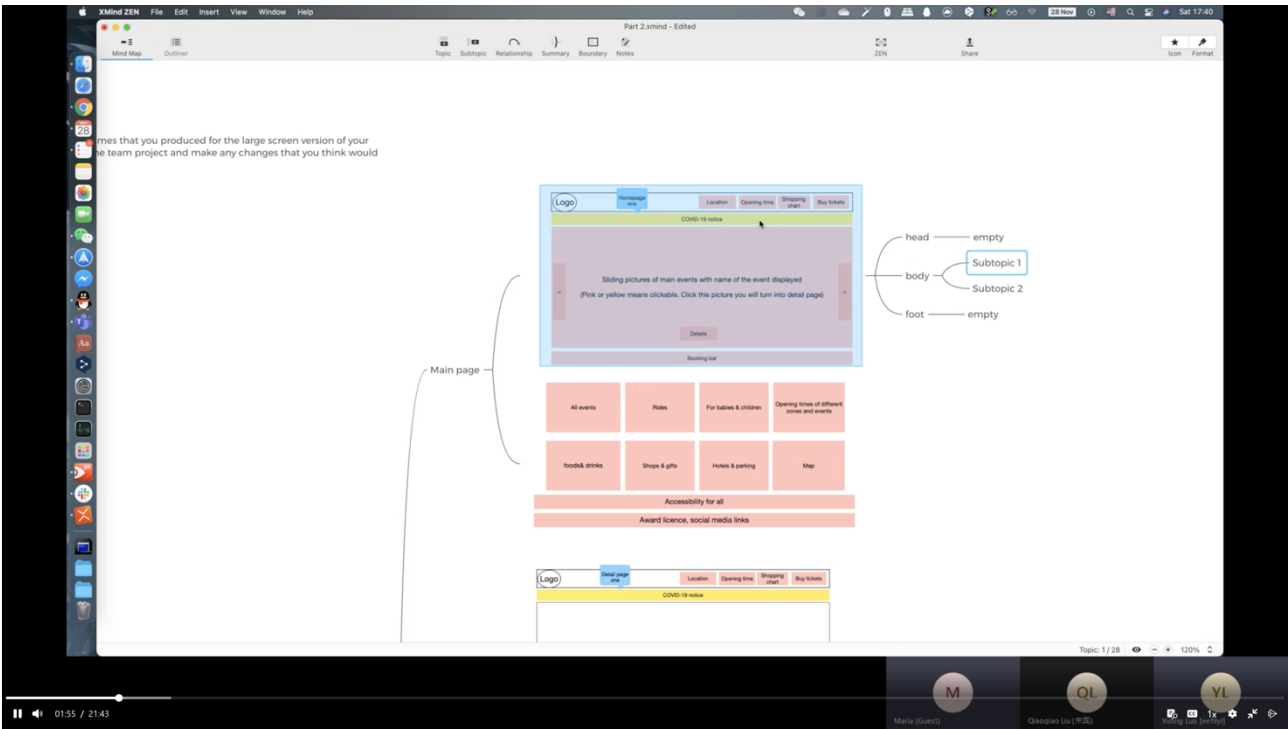 XMind ZEN File Edit Insert View Window Help
28 Nov
Sat 17:40
Part 2.xmind - Edited
Mind Map
Outliner
Topic
Subtopic
Relationship
Summary
Boundary
Notes
ZEN
Share
Icon
Format
28
mes that you produced for the large screen version of your
e team project and make any changes that you think would
Main page
Logo
Homepage
one
Location
Opening time
Shopping
chart
Buy tickets
COVID-19 notice
Sliding pictures of main events with name of the event displayed
(Pink or yellow means clickable. Click this picture you will turn into detail page)
<
>
Details
Booking bar
head
empty
body
Subtopic 1
Subtopic 2
foot
empty
All events
Rides
For babies & children
Opening times of different
zones and events
foods& drinks
Shops & gifts
Hotels & parking
Map
Accessibility for all
Award licence, social media links
Logo
Detail page
one
Location
Opening time
Shopping
chart
Buy tickets
COVID-19 notice
Aa
Topic: 1 / 28
120%
M
QL
YL
Maria (Guest)
Qiaoqiao Liu
01:55 / 21:43
CC
1x